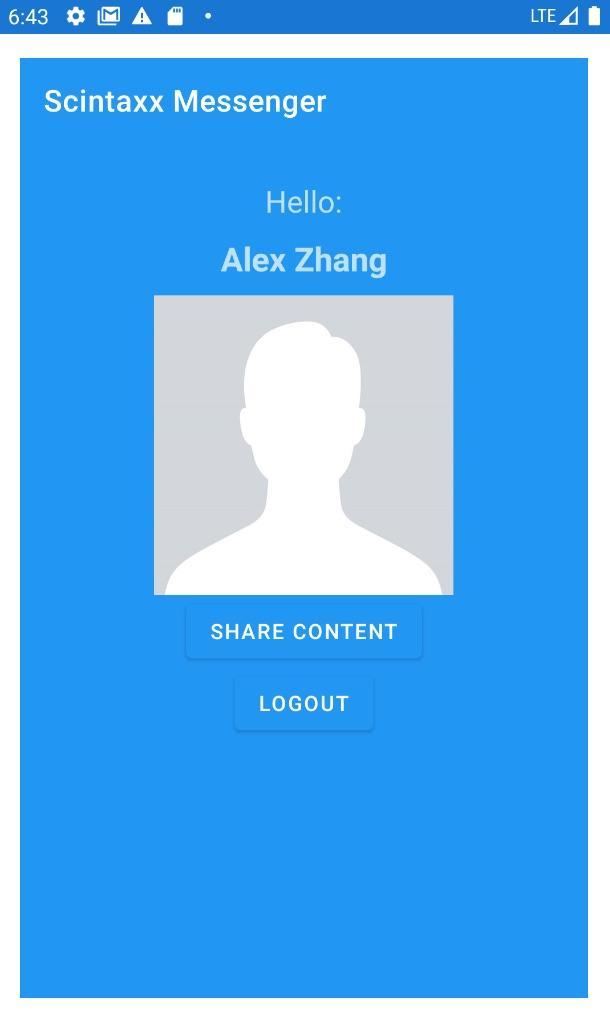 6:43 LTE
Scintaxx Messenger
Hello:
Alex Zhang
SHARE CONTENT
LOGOUT